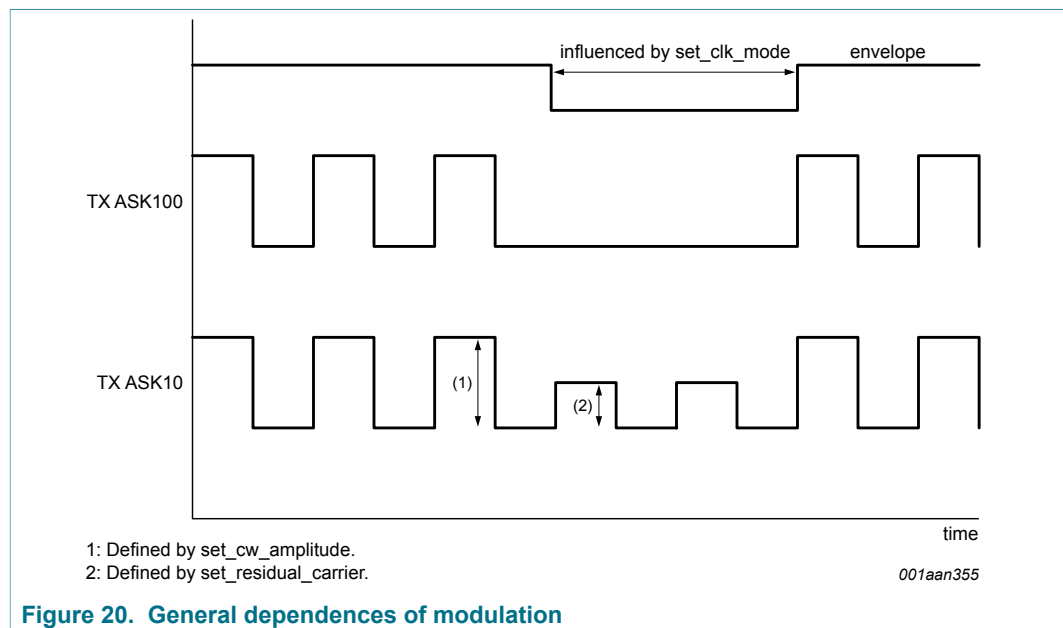 influenced by set_clk_mode
envelope
TX ASK100
TX ASK10
(1)
(2)
time
1: Defined by set_cw_amplitude.
2: Defined by set_residual_carrier.
001aan355
Figure 20. General dependences of modulation